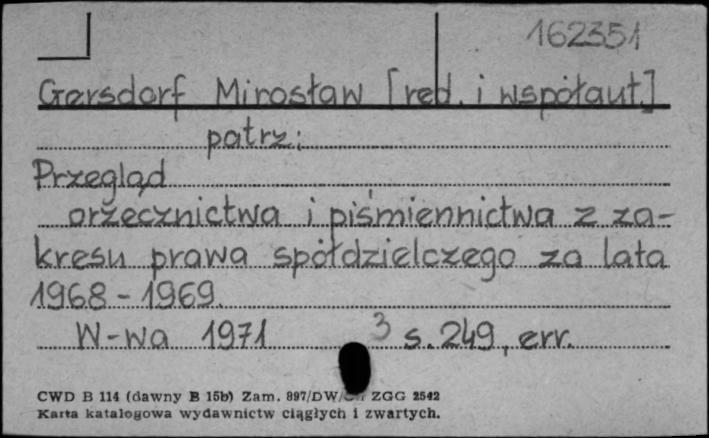 162351
Gersdorf Mirosław [red. i współaut.]
patrz:
Przegląd
orzecznictwa i piśmiennictwa z za-
kresu prawa spółdzielczego za lata
1968 - 1969.
W-wa 1971 3 s. 249, err.
CWD B 114 (dawny B 15b) Zam. 897/DW/ ZGG 2542
Karta katalogowa wydawnictw ciągłych i zwartych.